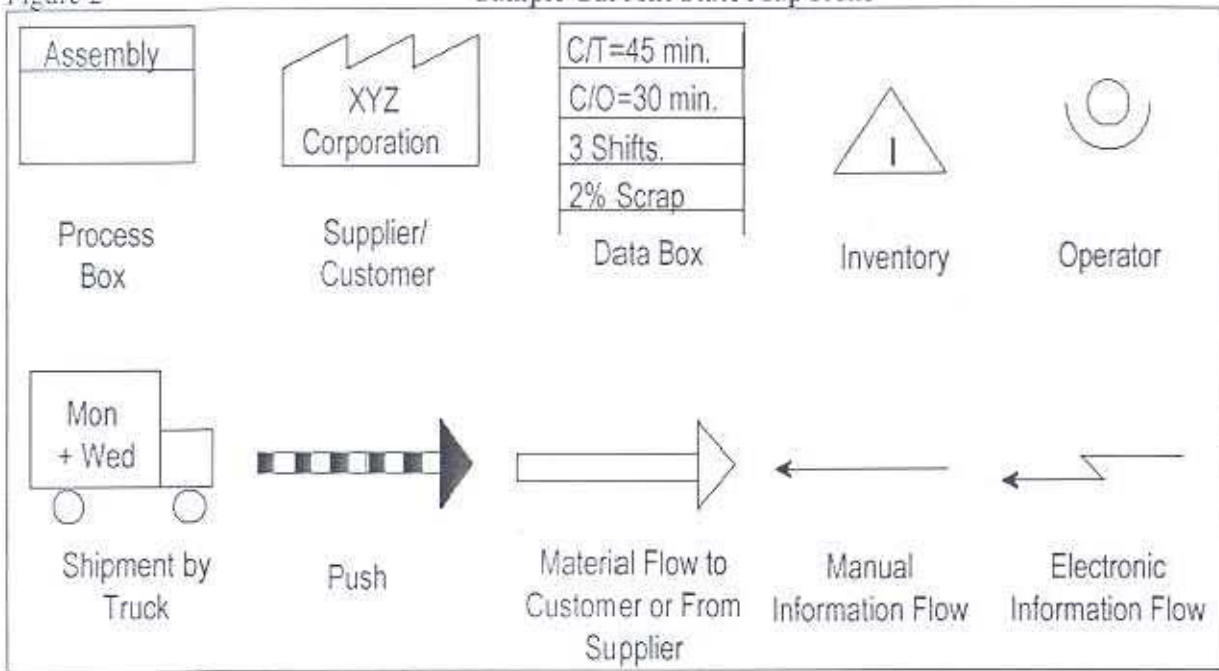 Figure 2
Assembly
XYZ
Corporation
C/T=45 min.
C/O=30 min.
3 Shifts.
2% Scrap
I
Process
Box
Supplier/
Customer
Data Box
Inventory
Operator
Mon
+ Wed
Shipment by
Truck
Push
Material Flow to
Customer or From
Supplier
Manual
Information Flow
Electronic
Information Flow